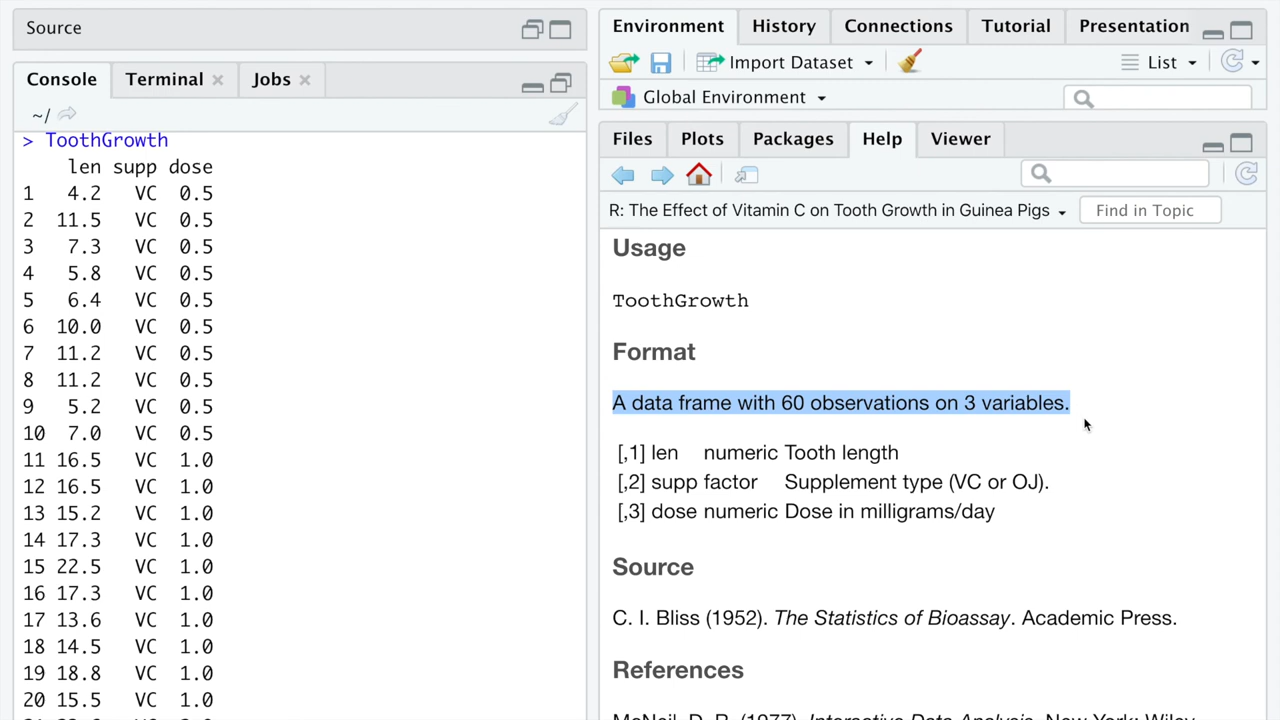 Source
Console Terminal Jobs
~/
> ToothGrowth
len supp dose
1 4.2 VC 0.5
2 11.5 VC 0.5
3 7.3 VC 0.5
4 5.8 VC 0.5
5 6.4 VC 0.5
6 10.0 VC 0.5
7 11.2 VC 0.5
8 11.2 VC 0.5
9 5.2 VC 0.5
10 7.0 VC 0.5
11 16.5 VC 1.0
12 16.5 VC 1.0
13 15.2 VC 1.0
14 17.3 VC 1.0
15 22.5 VC 1.0
16 17.3 VC 1.0
17 13.6 VC 1.0
18 14.5 VC 1.0
19 18.8 VC 1.0
20 15.5 VC 1.0
Environment History Connections Tutorial Presentation
Import Dataset List
Global Environment
Files Plots Packages Help Viewer
R: The Effect of Vitamin C on Tooth Growth in Guinea Pigs Find in Topic
Usage
ToothGrowth
Format
A data frame with 60 observations on 3 variables.
[,1] len numeric Tooth length
[,2] supp factor Supplement type (VC or OJ).
[,3] dose numeric Dose in milligrams/day
Source
C. I. Bliss (1952). The Statistics of Bioassay. Academic Press.
References
McNeil, D. R. (1977). Interactive Data Analysis. New York: Wiley.